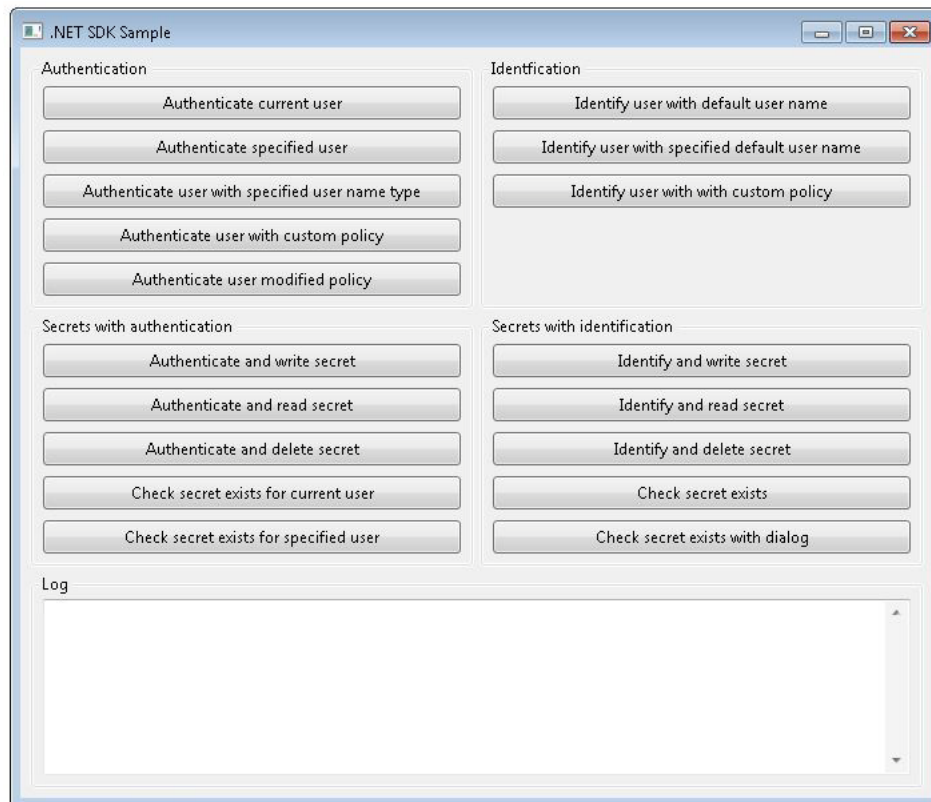 .NET SDK Sample
Authentication
Authenticate current user
Authenticate specified user
Authenticate user with specified user name type
Authenticate user with custom policy
Authenticate user modified policy
Identfication
Identify user with default user name
Identify user with specified default user name
Identify user with with custom policy
Secrets with authentication
Authenticate and write secret
Authenticate and read secret
Authenticate and delete secret
Check secret exists for current user
Check secret exists for specified user
Secrets with identification
Identify and write secret
Identify and read secret
Identify and delete secret
Check secret exists
Check secret exists with dialog
Log